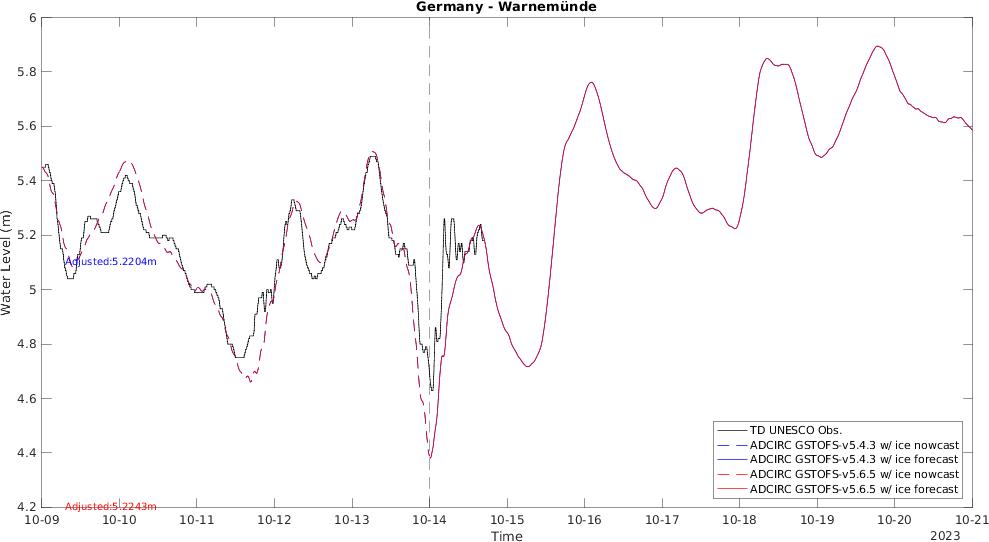 Germany - Warnemünde
Water Level (m)
6
5.8
5.6
5.4
5.2
5
4.8
4.6
4.4
4.2
Adjusted:5.2204m
Adjusted:5.2243m
TD UNESCO Obs.
ADCIRC GSTOFS-v5.4.3 w/ ice nowcast
ADCIRC GSTOFS-v5.4.3 w/ ice forecast
ADCIRC GSTOFS-v5.6.5 w/ ice nowcast
ADCIRC GSTOFS-v5.6.5 w/ ice forecast
10-09 10-10 10-11 10-12 10-13 10-14 10-15 10-16 10-17 10-18 10-19 10-20 10-21
Time
2023